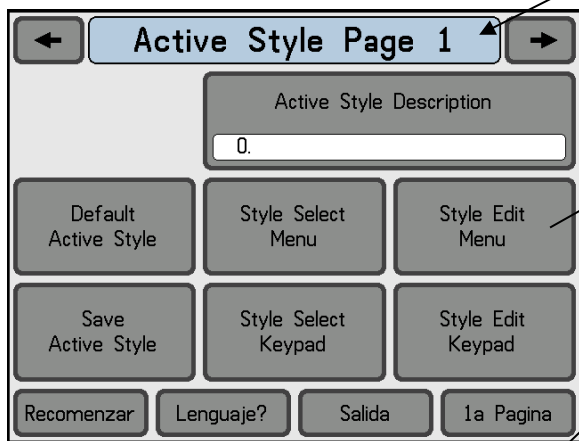 Active Style Page 1
Active Style Description
0.
Default
Active Style
Style Select
Menu
Style Edit
Menu
Save
Active Style
Style Select
Keypad
Style Edit
Keypad
Recomenzar
Lenguaje?
Salida
1a Pagina